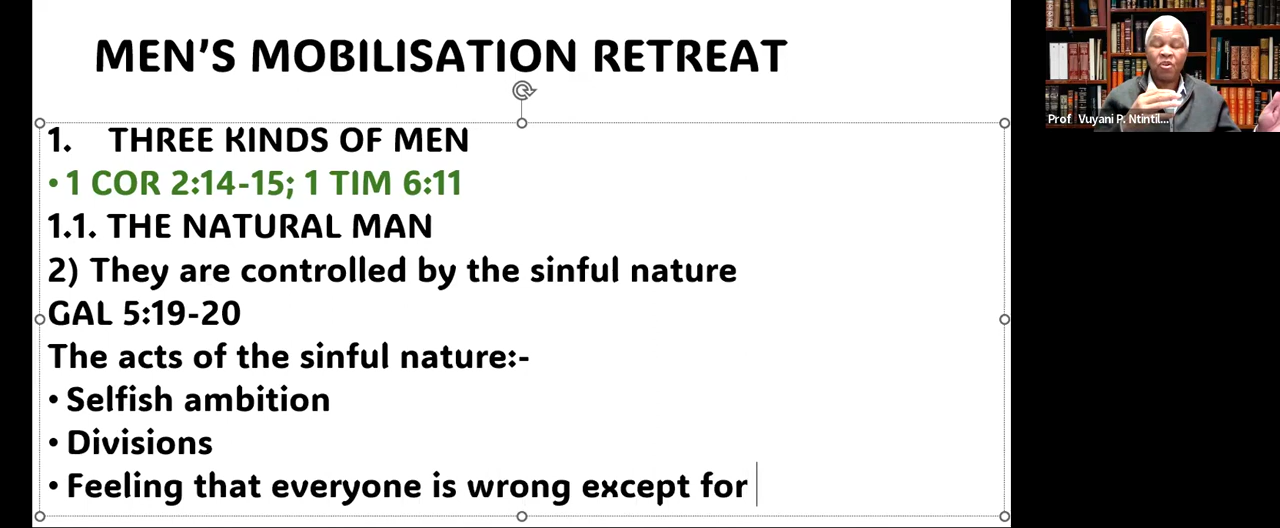 MEN'S MOBILISATION RETREAT
1. THREE KINDS OF MEN
• 1 COR 2:14-15; 1 TIM 6:11
1.1. THE NATURAL MAN
2) They are controlled by the sinful nature
GAL 5:19-20
The acts of the sinful nature:-
• Selfish ambition
• Divisions
• Feeling that everyone is wrong except for
Prof Vuyani P. Ntintil...